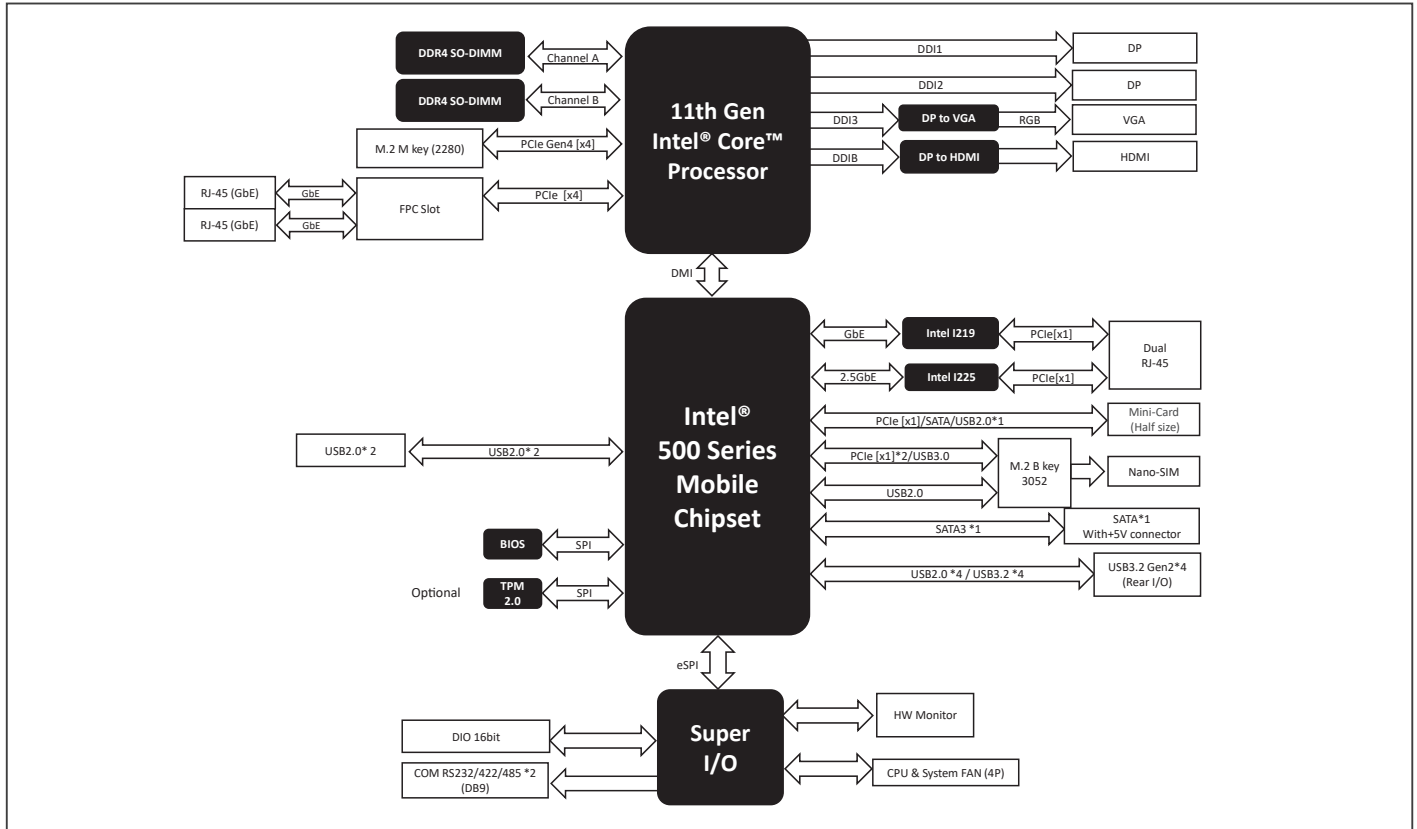 DDR4 SO-DIMM
Channel A
DDR4 SO-DIMM
Channel B
M.2 M key (2280)
PCIe Gen4 [x4]
RJ-45 (GbE)
GbE
RJ-45 (GbE)
GbE
FPC Slot
PCIe [x4]
11th Gen
Intel® Core™
Processor
DDI1
DP
DDI2
DP
DDI3
DP to VGA
RGB
VGA
DDIB
DP to HDMI
HDMI
DMI
Intel®
500 Series
Mobile
Chipset
GbE
Intel I219
PCIe[x1]
2.5GbE
Intel I225
PCIe[x1]
Dual
RJ-45
PCIe [x1]/SATA/USB2.0*1
Mini-Card
(Half size)
USB2.0* 2
USB2.0* 2
PCIe [x1]*2/USB3.0
USB2.0
M.2 B key
3052
Nano-SIM
SATA3 *1
SATA*1
With+5V connector
BIOS
SPI
USB2.0 *4 / USB3.2 *4
USB3.2 Gen2*4
(Rear I/O)
Optional
TPM
2.0
SPI
eSPI
Super
I/O
DIO 16bit
COM RS232/422/485 *2
(DB9)
HW Monitor
CPU & System FAN (4P)